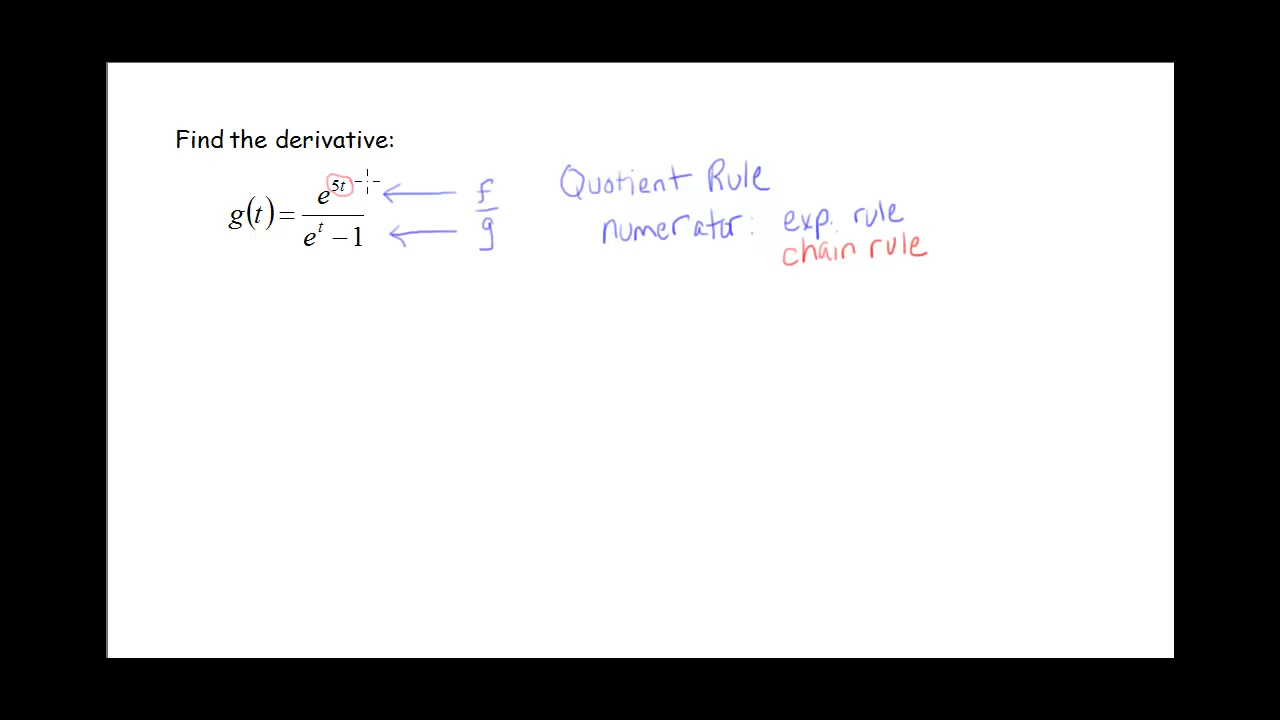 Find the derivative:
g(t) = e^{5t} / (e^t − 1)
f
g
Quotient Rule
numerator: exp. rule
chain rule